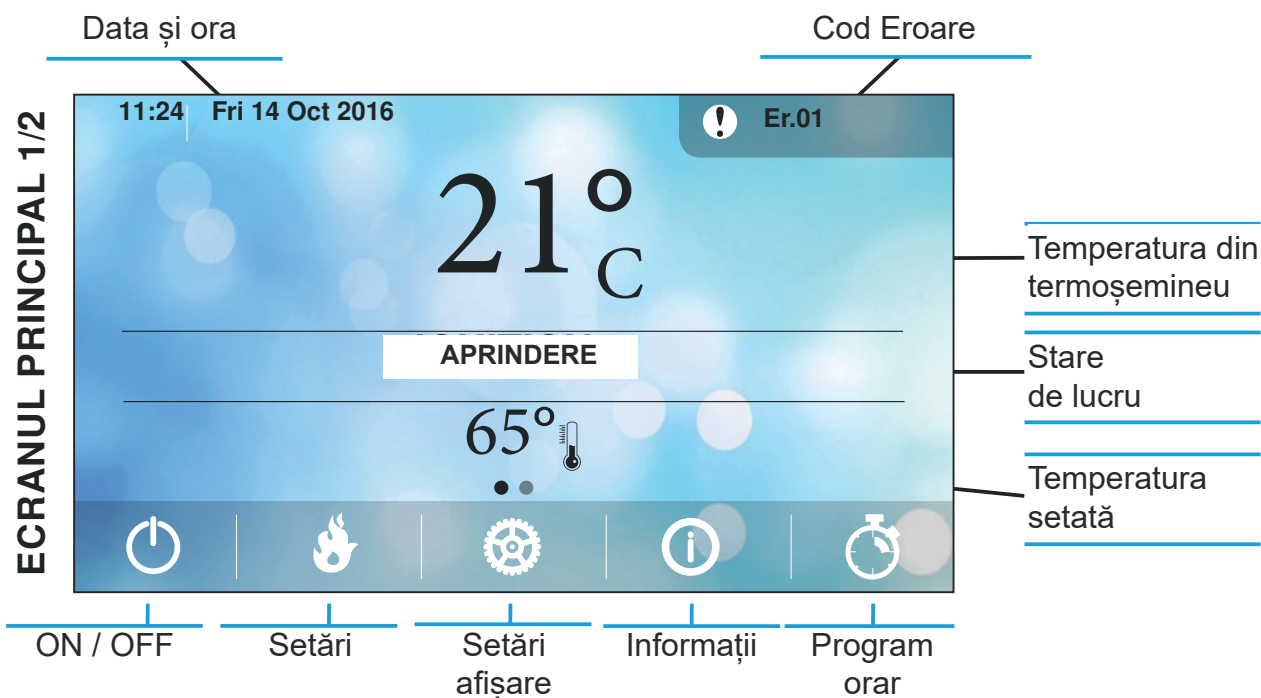 Data și ora
Cod Eroare
ECRANUL PRINCIPAL 1/2
11:24 Fri 14 Oct 2016
Er.01
21°C
Temperatura din
termoșemineu
APRINDERE
Stare
de lucru
65°
Temperatura
setată
ON / OFF
Setări
Setări
afișare
Informații
Program
orar